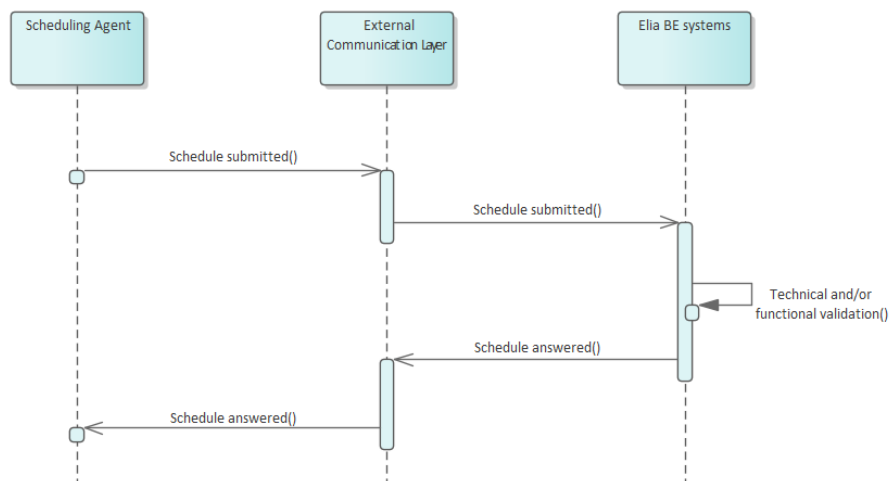 Scheduling Agent
External
Communication Layer
Elia BE systems
Schedule submitted()
Schedule submitted()
Technical and/or
functional validation()
Schedule answered()
Schedule answered()